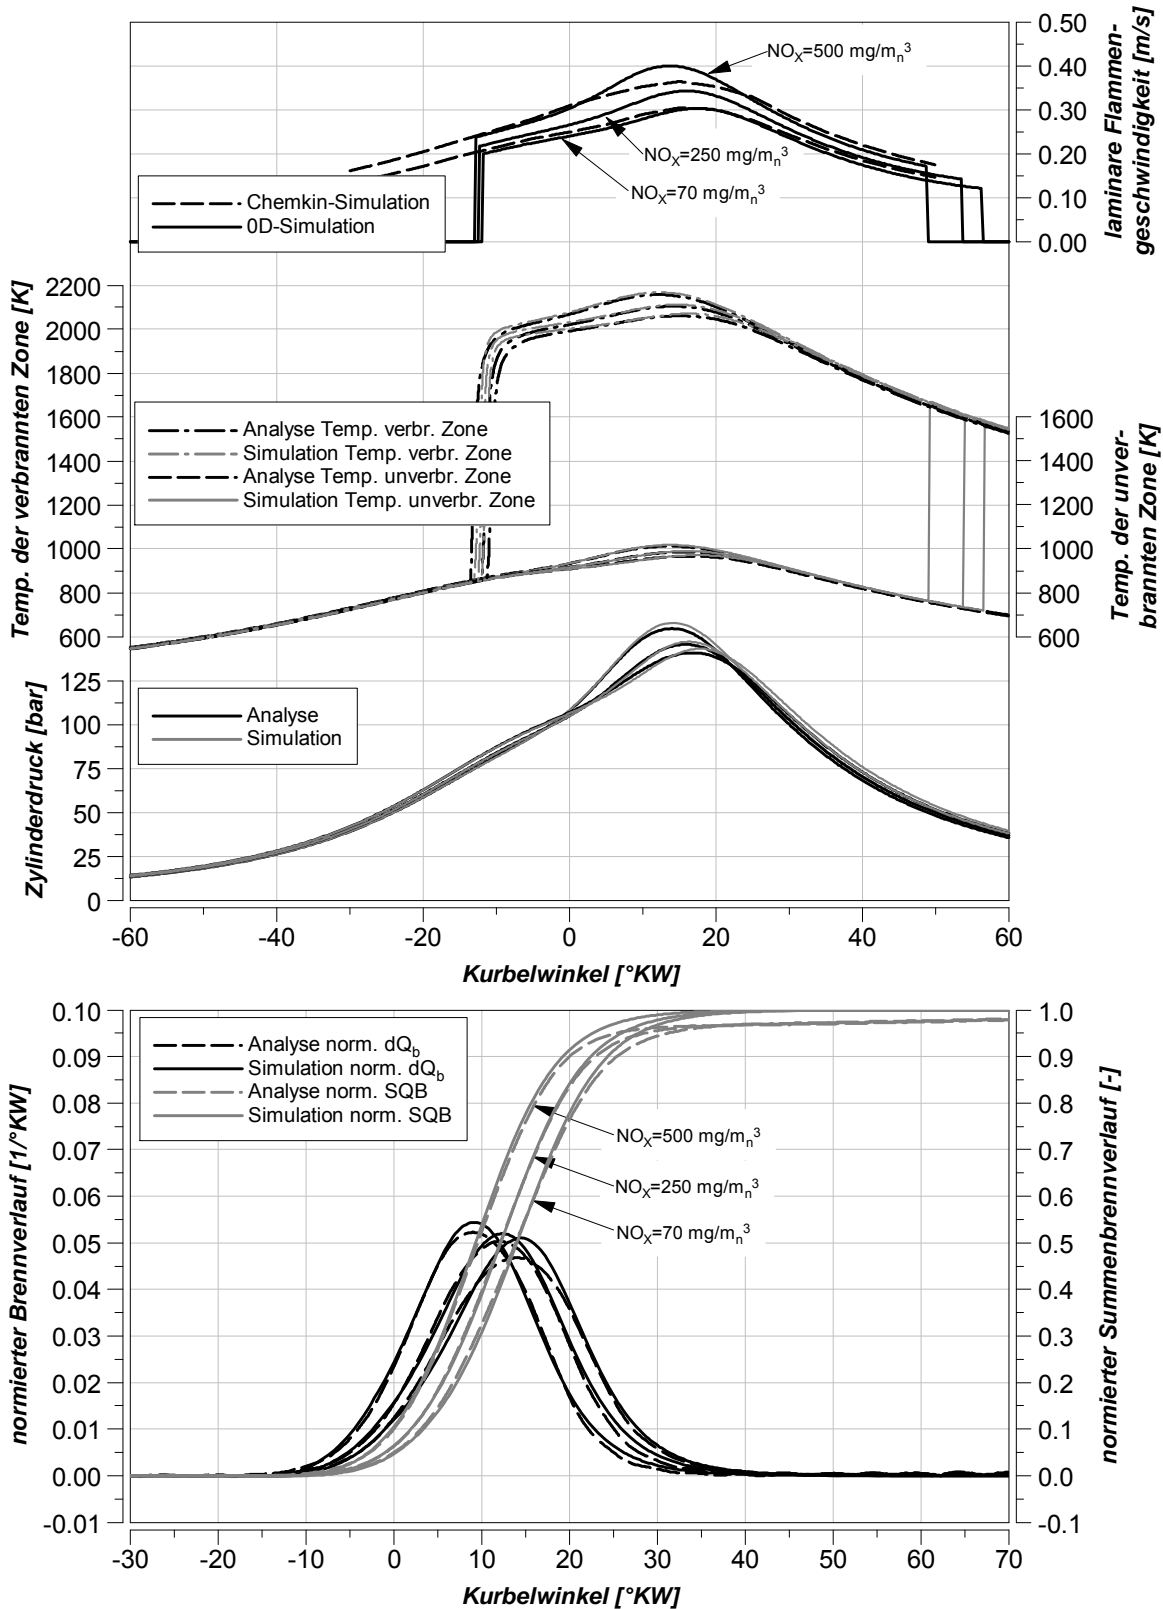 0.50
0.40
0.30
0.20
0.10
0.00
laminare Flammen-
geschwindigkeit [m/s]
NOX=500 mg/mn3
NOX=250 mg/mn3
NOX=70 mg/mn3
Chemkin-Simulation
0D-Simulation
2200
2000
1800
1600
1400
1200
1000
800
600
Temp. der verbrannten Zone [K]
Analyse Temp. verbr. Zone
Simulation Temp. verbr. Zone
Analyse Temp. unverbr. Zone
Simulation Temp. unverbr. Zone
1600
1400
1200
1000
800
600
Temp. der unver-
brannten Zone [K]
125
100
75
50
25
0
Zylinderdruck [bar]
Analyse
Simulation
-60
-40
-20
0
20
40
60
Kurbelwinkel [°KW]
0.10
0.09
0.08
0.07
0.06
0.05
0.04
0.03
0.02
0.01
0.00
-0.01
normierter Brennverlauf [1/°KW]
Analyse norm. dQb
Simulation norm. dQb
Analyse norm. SQB
Simulation norm. SQB
NOX=500 mg/mn3
NOX=250 mg/mn3
NOX=70 mg/mn3
1.0
0.9
0.8
0.7
0.6
0.5
0.4
0.3
0.2
0.1
0.0
-0.1
normierter Summenbrennverlauf [-]
-30
-20
-10
0
10
20
30
40
50
60
70
Kurbelwinkel [°KW]